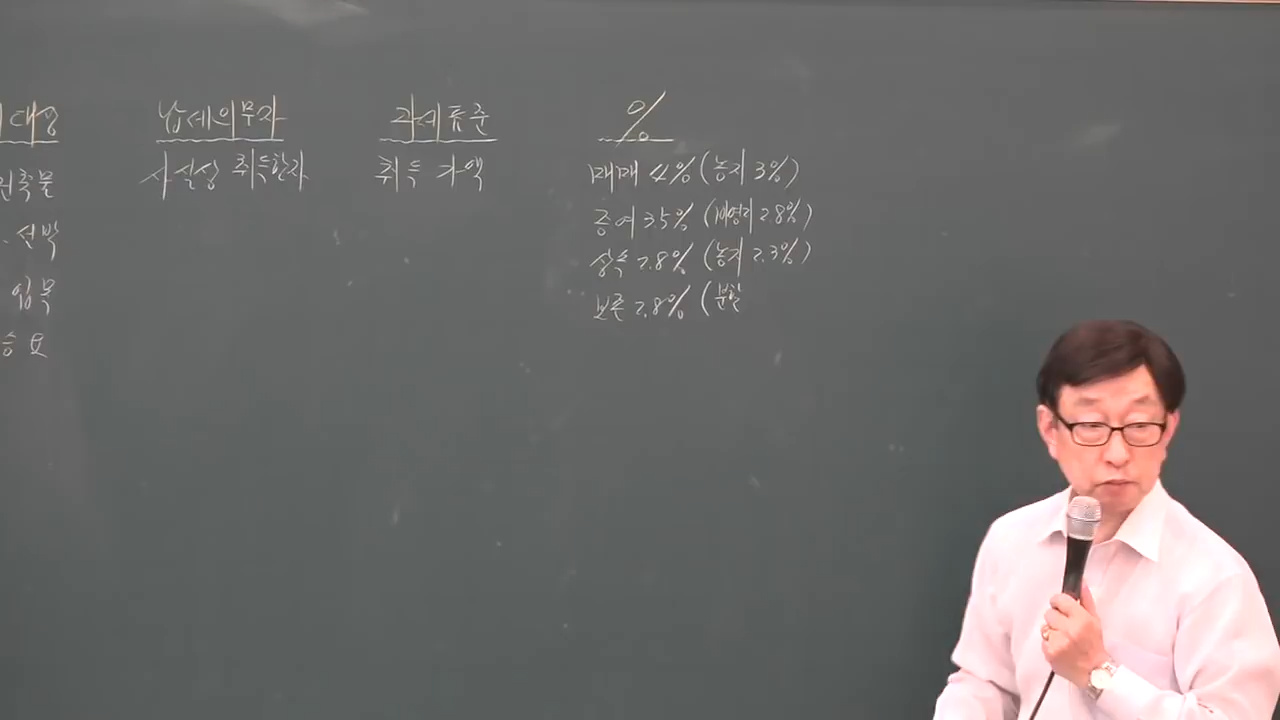 대상 납세의무자 과세표준 %
건축물 사실상 취득한자 취득 가액 매매 4% (농지 3%)
선박 증여 3.5% (비영리 2.8%)
입목 상속 2.8% (농지 2.3%)
보존 2.8% (분할